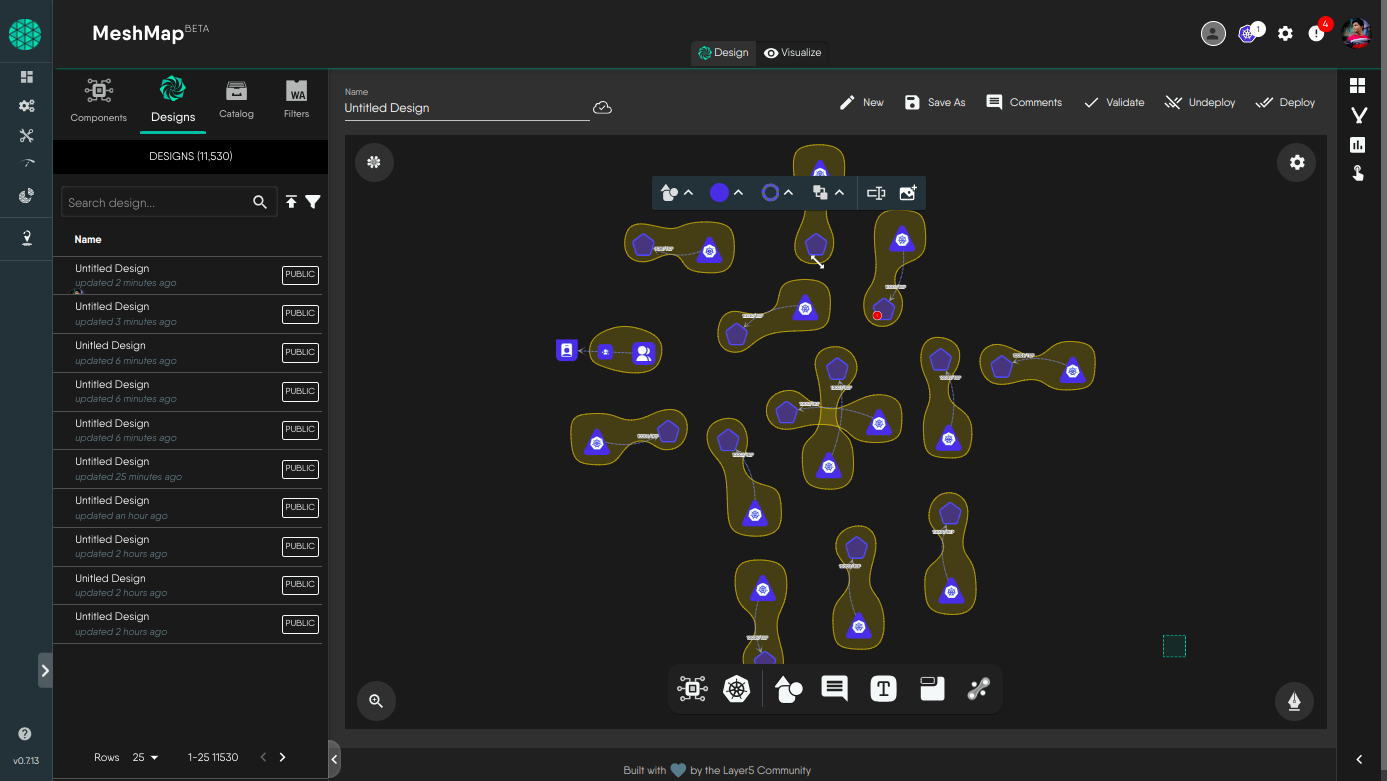 MeshMap BETA
1
4
Design
Visualize
Components
Designs
Catalog
WA
Filters
DESIGNS (11,530)
Search design...
Name
Untitled Design
updated 2 minutes ago
PUBLIC
Untitled Design
updated 3 minutes ago
PUBLIC
Untitled Design
updated 6 minutes ago
PUBLIC
Untitled Design
updated 6 minutes ago
PUBLIC
Untitled Design
updated 6 minutes ago
PUBLIC
Untitled Design
updated 25 minutes ago
PUBLIC
Untitled Design
updated an hour ago
PUBLIC
Untitled Design
updated 2 hours ago
PUBLIC
Untitled Design
updated 2 hours ago
PUBLIC
Untitled Design
updated 2 hours ago
PUBLIC
Rows 25 1-25 11530
v0.7.13
Name
Untitled Design
New
Save As
Comments
Validate
Undeploy
Deploy
T
Built with by the Layer5 Community